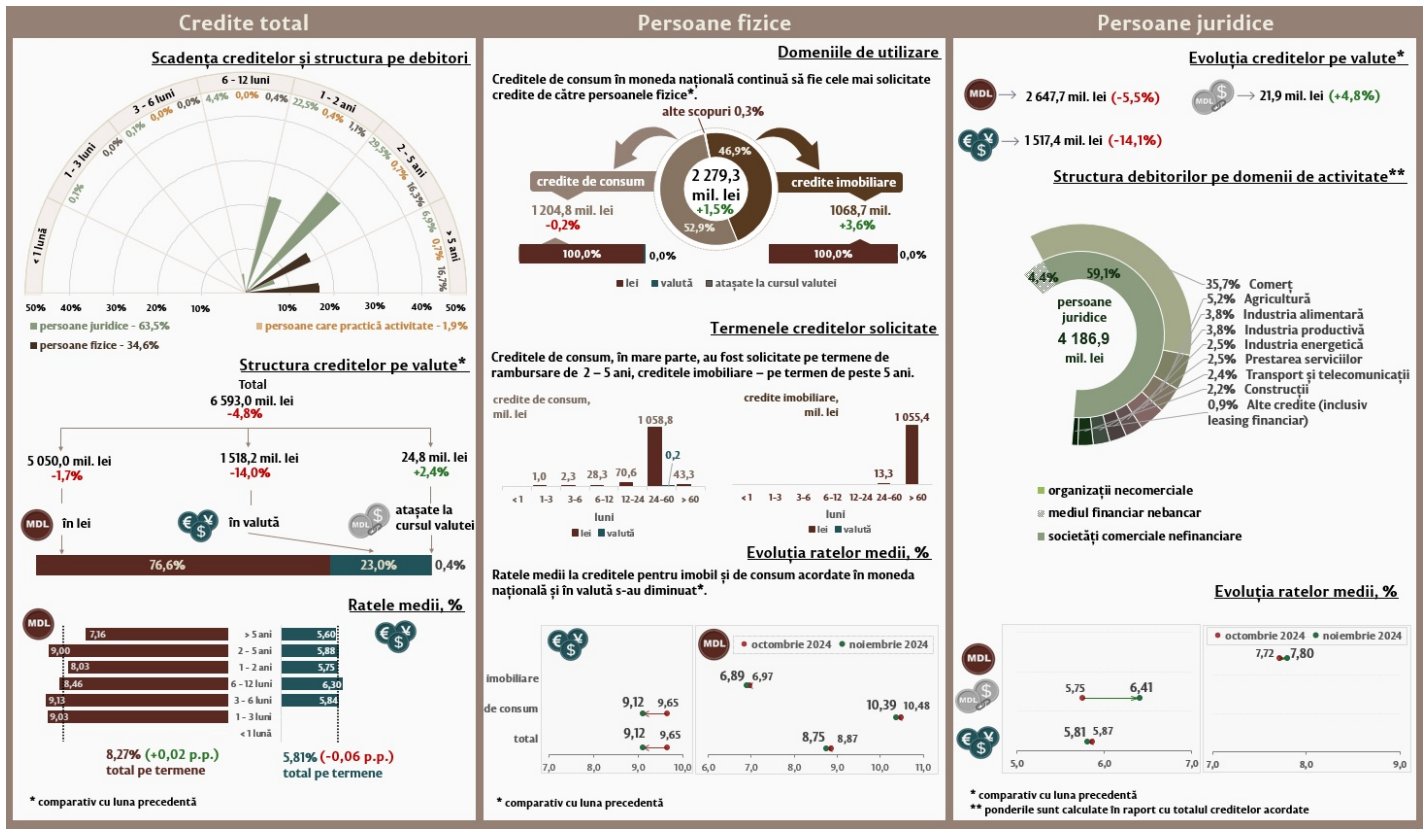 Credite total
Scadența creditelor și structura pe debitori
< 1 lună
1 - 3 luni
3 - 6 luni
6 - 12 luni
1 - 2 ani
2 - 5 ani
> 5 ani
0,1%
0,0%
0,1%
0,0%
0,0%
4,4%
0,0%
0,4%
22,5%
0,4%
1,1%
29,5%
0,7%
16,3%
6,9%
0,7%
16,7%
50% 40% 30% 20% 10% 10% 20% 30% 40% 50%
persoane juridice - 63,5%
persoane care practică activitate - 1,9%
persoane fizice - 34,6%
Structura creditelor pe valute*
Total
6 593,0 mil. lei
-4,8%
5 050,0 mil. lei
-1,7%
1 518,2 mil. lei
-14,0%
24,8 mil. lei
+2,4%
MDL
în lei
€ ¥ $
în valută
MDL $
atașate la
cursul valutei
76,6% 23,0% 0,4%
Ratele medii, %
MDL
€ ¥ $
7,16 > 5 ani 5,60
9,00 2 - 5 ani 5,88
8,03 1 - 2 ani 5,75
8,46 6 - 12 luni 6,30
9,13 3 - 6 luni 5,84
9,03 1 - 3 luni
< 1 lună
8,27% (+0,02 p.p.)
total pe termene
5,81% (-0,06 p.p.)
total pe termene
* comparativ cu luna precedentă
Persoane fizice
Domeniile de utilizare
Creditele de consum în moneda națională continuă să fie cele mai solicitate
credite de către persoanele fizice*.
alte scopuri 0,3%
46,9%
52,9%
2 279,3
mil. lei
+1,5%
credite de consum
1 204,8 mil. lei
-0,2%
100,0% 0,0%
credite imobiliare
1068,7 mil.
+3,6%
100,0% 0,0%
lei valută atașate la cursul valutei
Termenele creditelor solicitate
Creditele de consum, în mare parte, au fost solicitate pe termene de
rambursare de 2 – 5 ani, creditele imobiliare – pe termen de peste 5 ani.
credite de consum,
mil. lei
1,0 2,3 28,3 70,6 1 058,8 0,2 43,3
< 1 1-3 3-6 6-12 12-24 24-60 > 60
luni
lei valută
credite imobiliare,
mil. lei
13,3 1 055,4
< 1 1-3 3-6 6-12 12-24 24-60 > 60
luni
lei valută
Evoluția ratelor medii, %
Ratele medii la creditele pentru imobil și de consum acordate în moneda
națională și în valută s-au diminuat*.
€ ¥ $
MDL
octombrie 2024 noiembrie 2024
imobiliare
6,89 6,97
de consum
9,12 9,65
10,39 10,48
total
9,12 9,65
8,75 8,87
7,0 8,0 9,0 10,0
6,0 7,0 8,0 9,0 10,0 11,0
* comparativ cu luna precedentă
Persoane juridice
Evoluția creditelor pe valute*
MDL
2 647,7 mil. lei (-5,5%)
MDL $
21,9 mil. lei (+4,8%)
€ ¥ $
1 517,4 mil. lei (-14,1%)
Structura debitorilor pe domenii de activitate**
4,4%
59,1%
persoane
juridice
4 186,9
mil. lei
35,7% Comerț
5,2% Agricultură
3,8% Industria alimentară
3,8% Industria productivă
2,5% Industria energetică
2,5% Prestarea serviciilor
2,4% Transport și telecomunicații
2,2% Construcții
0,9% Alte credite (inclusiv
leasing financiar)
organizații necomerciale
mediul financiar nebancar
societăți comerciale nefinanciare
Evoluția ratelor medii, %
octombrie 2024 noiembrie 2024
MDL
7,72 7,80
MDL $
5,75 6,41
€ ¥ $
5,81 5,87
5,0 6,0 7,0
7,0 8,0 9,0
* comparativ cu luna precedentă
** ponderile sunt calculate în raport cu totalul creditelor acordate